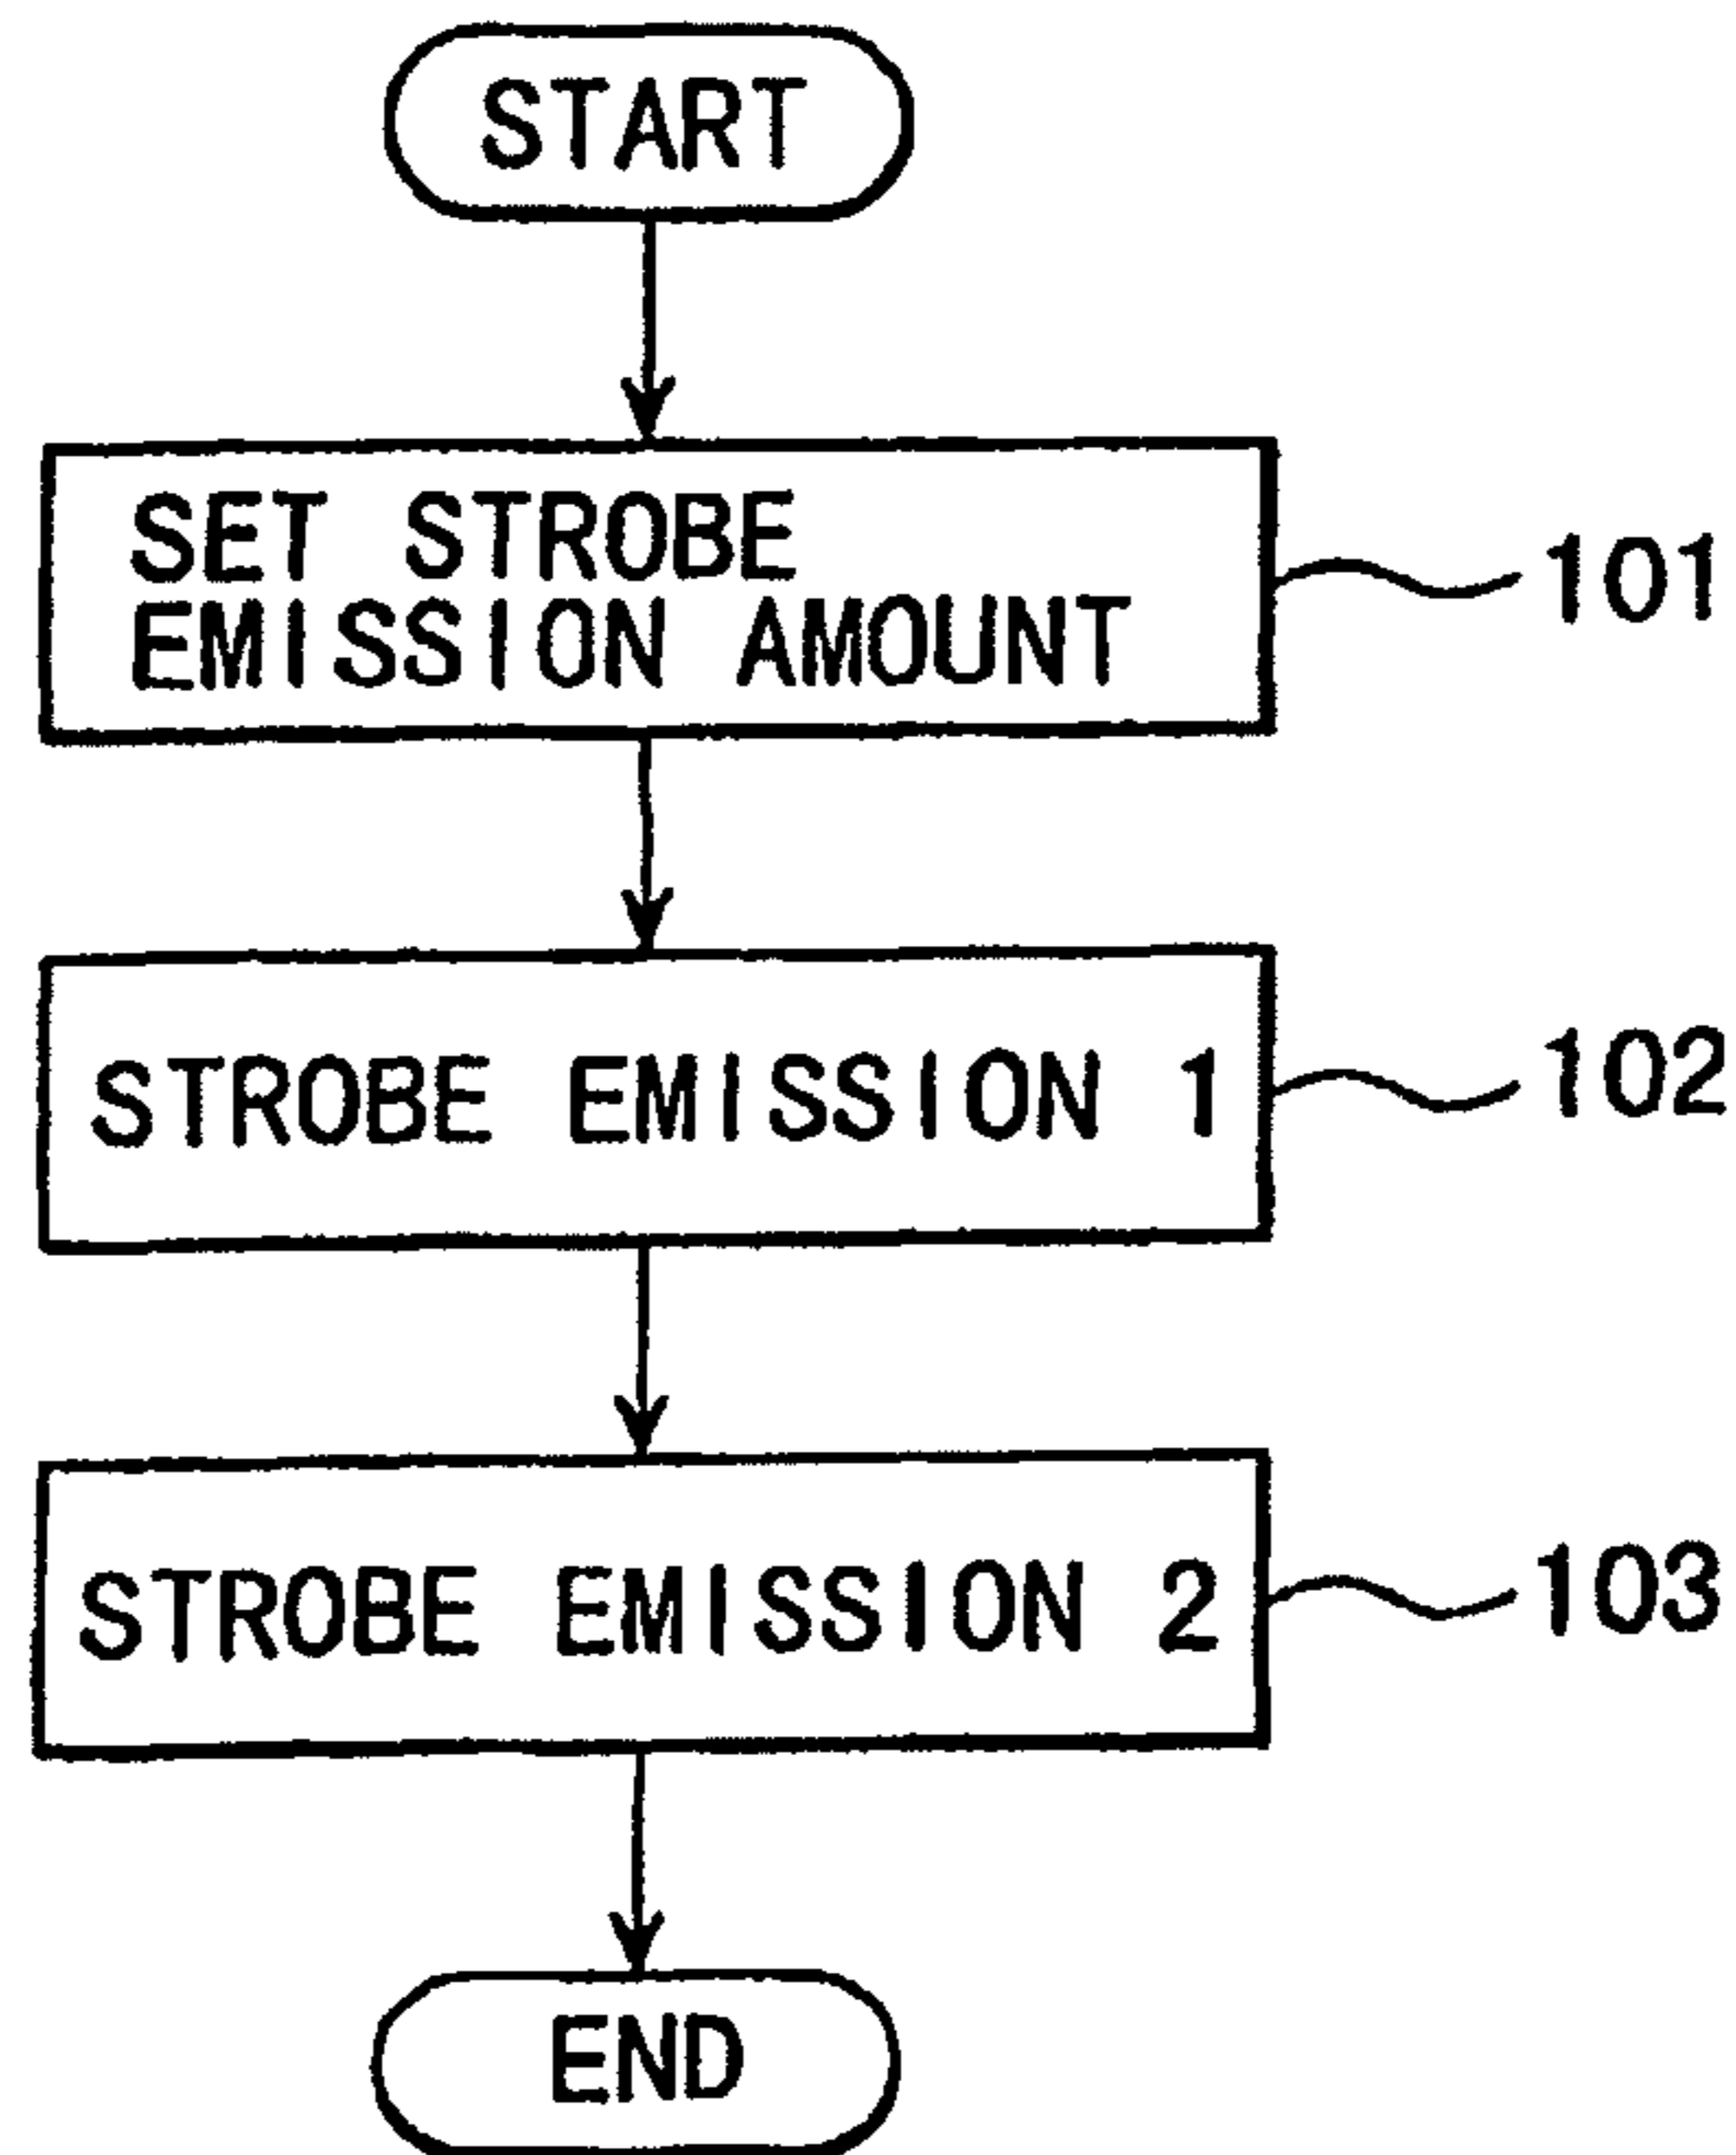 START
SET STROBE
EMISSION AMOUNT
101
STROBE EMISSION 1
102
STROBE EMISSION 2
103
END